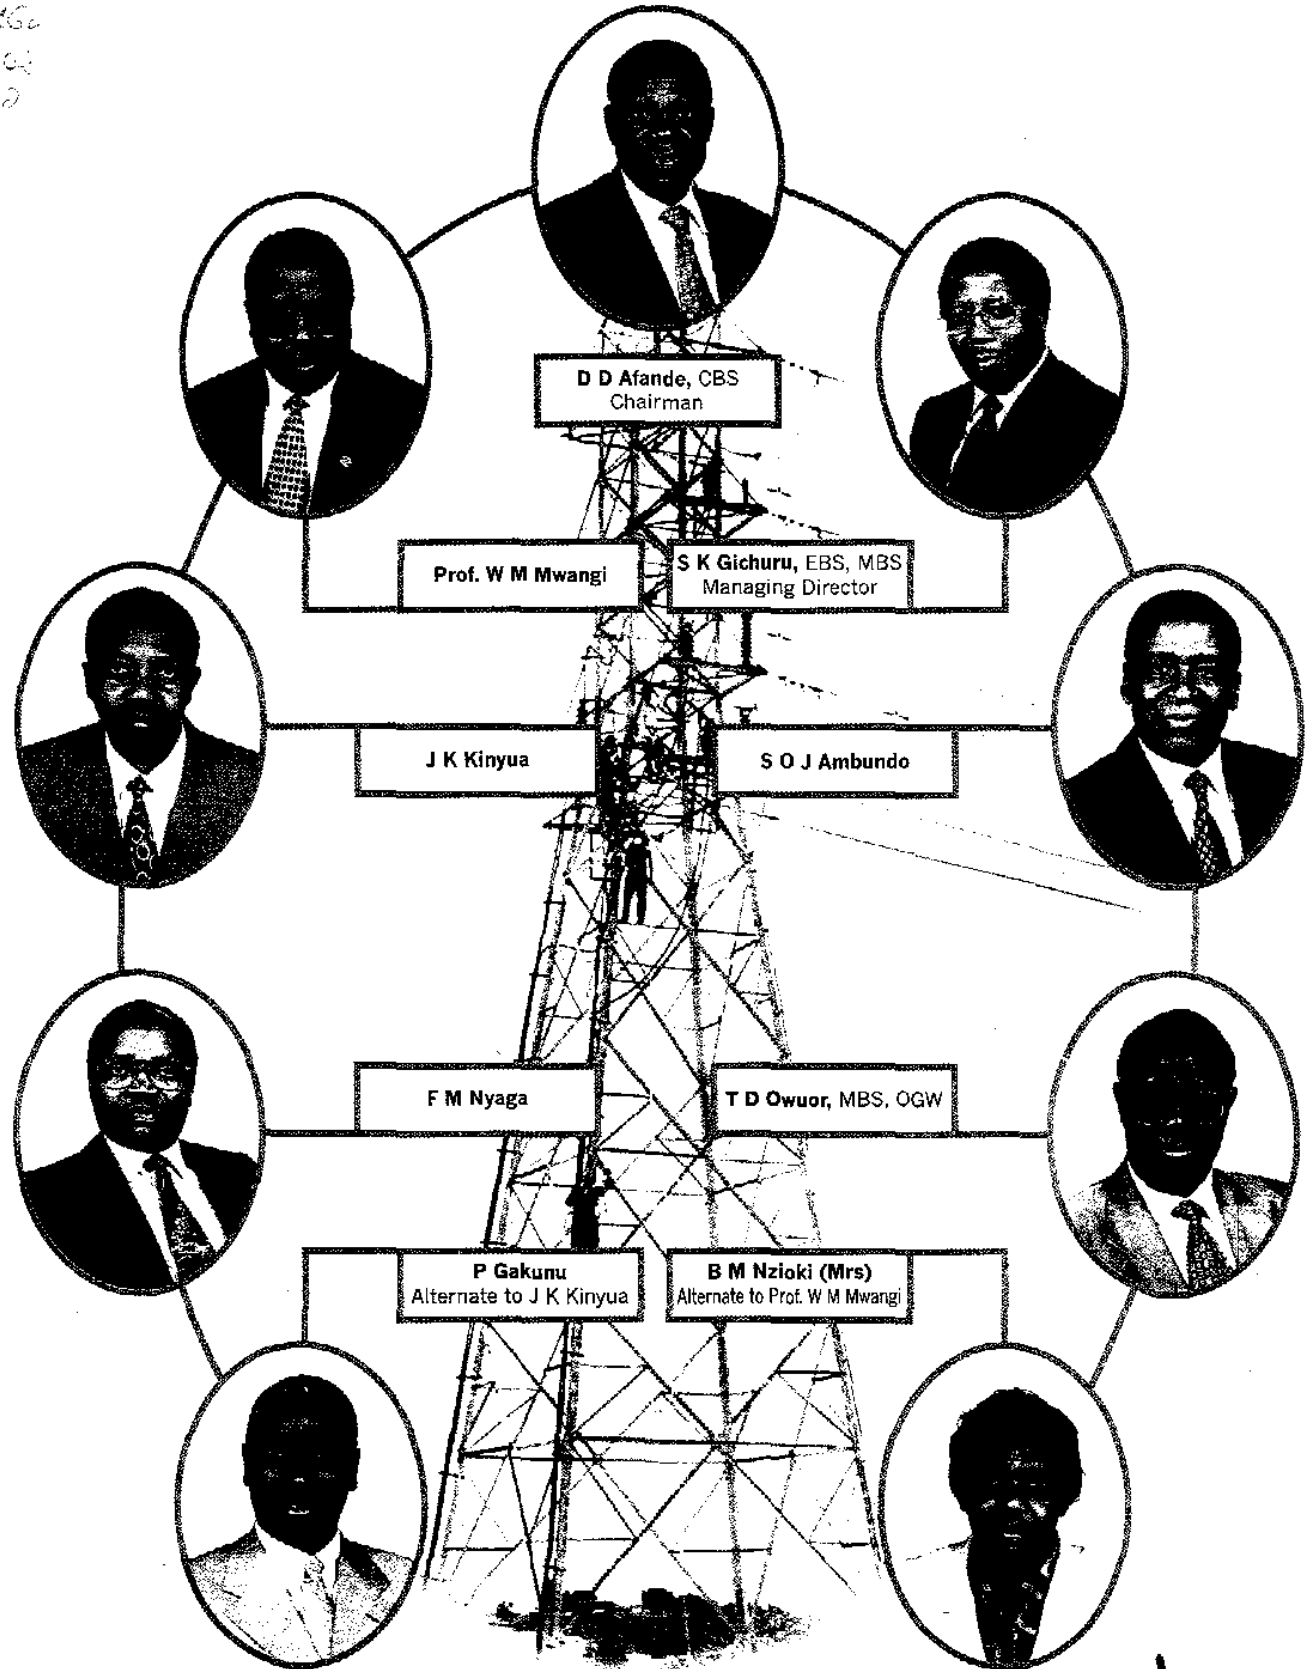 D D Afande, CBS
Chairman
Prof. W M Mwangi
S K Gichuru, EBS, MBS
Managing Director
J K Kinyua
S O J Ambundo
F M Nyaga
T D Owuor, MBS, OGW
P Gakunu
Alternate to J K Kinyua
B M Nzioki (Mrs)
Alternate to Prof. W M Mwangi